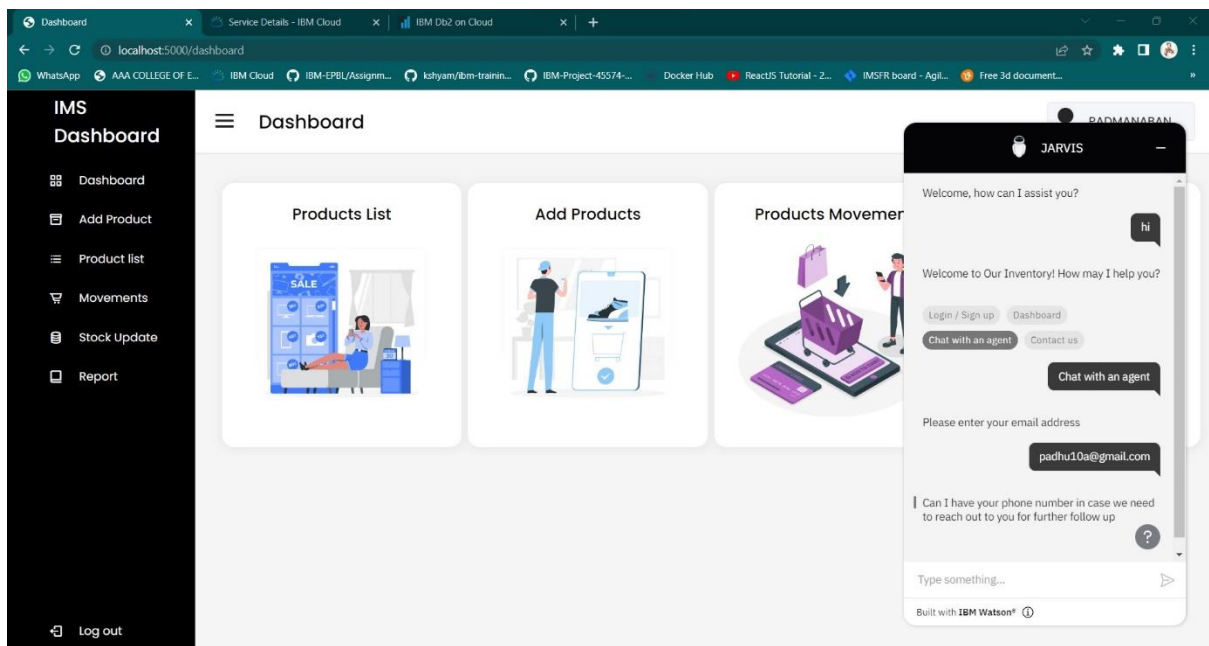 Dashboard
Service Details - IBM Cloud
IBM Db2 on Cloud
localhost:5000/dashboard
WhatsApp
AAA COLLEGE OF E...
IBM Cloud
IBM-EPBL/Assignm...
kshyam/ibm-trainin...
IBM-Project-45574-...
Docker Hub
ReactJS Tutorial - 2...
IMSFR board - Agil...
Free 3d document...
»
IMS
Dashboard
Dashboard
Add Product
Product list
Movements
Stock Update
Report
Log out
Dashboard
PADMANABAN
Products List
SALE
Add Products
Products Movemen
JARVIS
Welcome, how can I assist you?
hi
Welcome to Our Inventory! How may I help you?
Login / Sign up
Dashboard
Chat with an agent
Contact us
Chat with an agent
Please enter your email address
padhu10a@gmail.com
Can I have your phone number in case we need
to reach out to you for further follow up
?
Type something...
Built with IBM Watson®